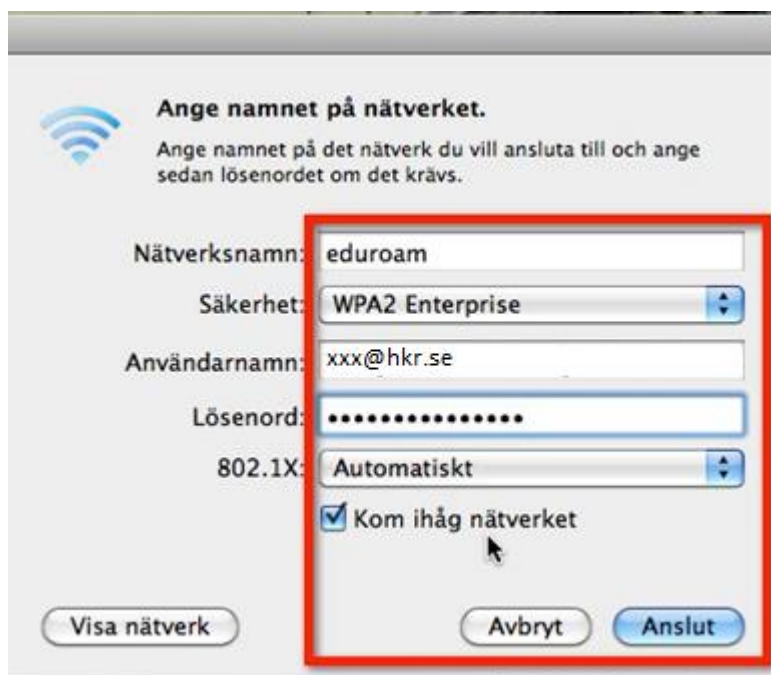 Ange namnet på nätverket.
Ange namnet på det nätverk du vill ansluta till och ange
sedan lösenordet om det krävs.
Nätverksnamn: eduroam
Säkerhet: WPA2 Enterprise
Användarnamn: xxx@hkr.se
Lösenord: •••••••••••••••
802.1X: Automatiskt
Kom ihåg nätverket
Visa nätverk Avbryt Anslut